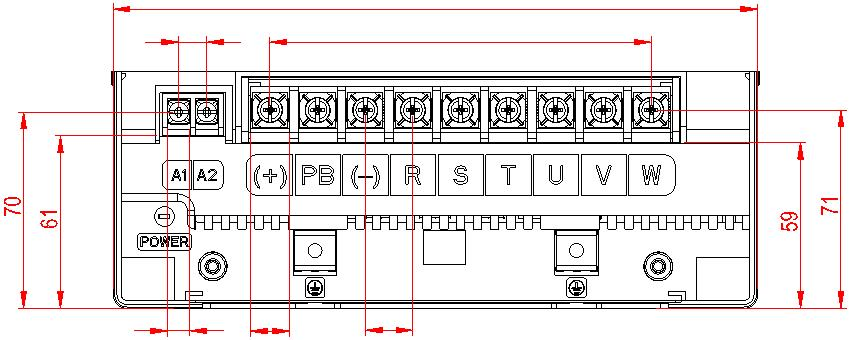 A1 A2 (+) PB (−) R S T U V W
POWER
70
61
59
71